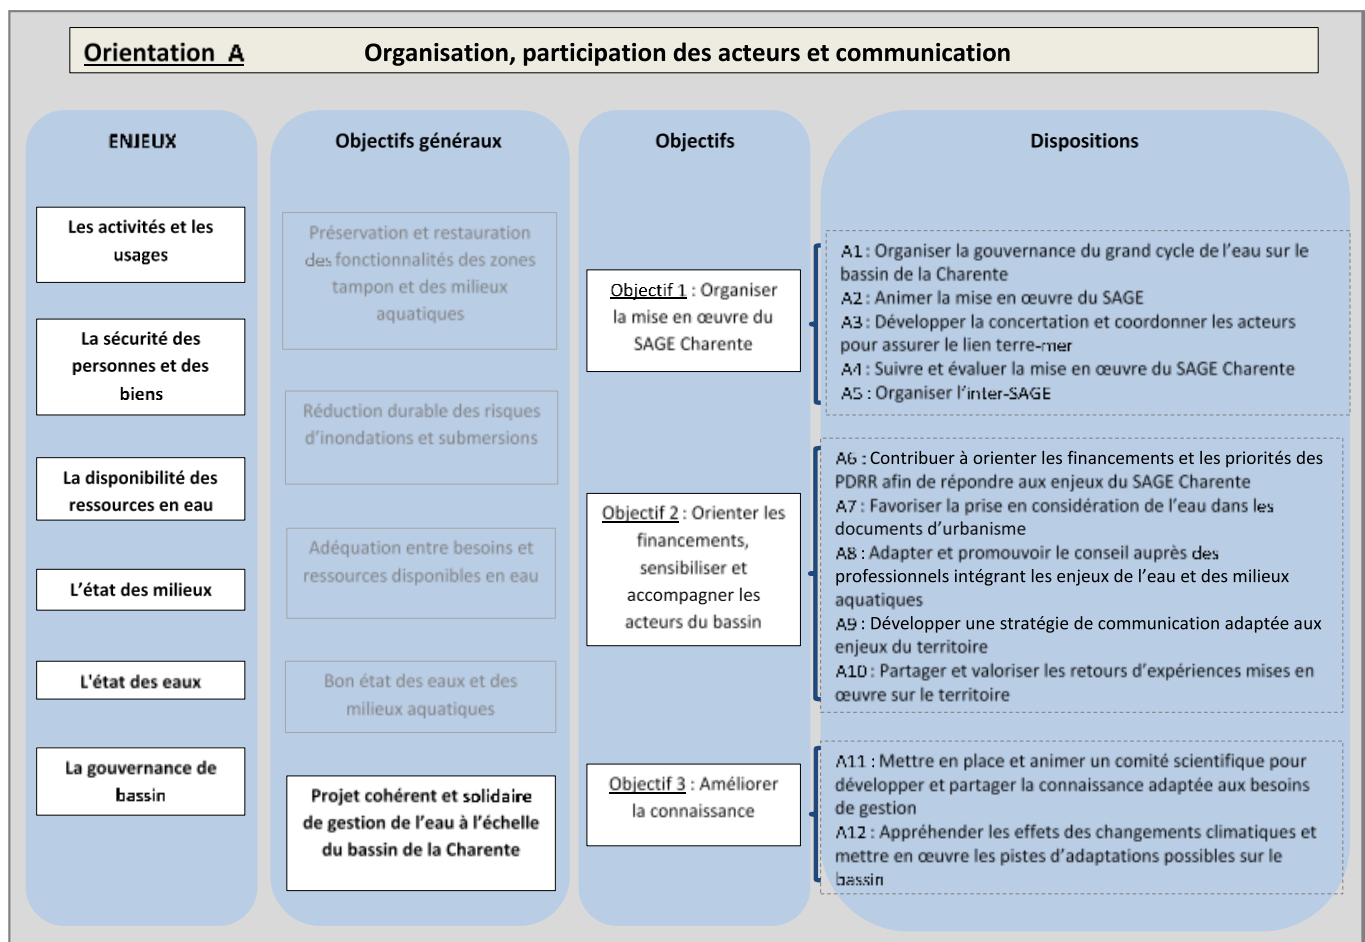 Orientation A Organisation, participation des acteurs et communication
ENJEUX
Les activités et les
usages
La sécurité des
personnes et des
biens
La disponibilité des
ressources en eau
L’état des milieux
L'état des eaux
La gouvernance de
bassin
Objectifs généraux
Préservation et restauration
des fonctionnalités des zones
tampon et des milieux
aquatiques
Réduction durable des risques
d’inondations et submersions
Adéquation entre besoins et
ressources disponibles en eau
Bon état des eaux et des
milieux aquatiques
Projet cohérent et solidaire
de gestion de l’eau à l’échelle
du bassin de la Charente
Objectifs
Objectif 1 : Organiser
la mise en œuvre du
SAGE Charente
Objectif 2 : Orienter les
financements,
sensibiliser et
accompagner les
acteurs du bassin
Objectif 3 : Améliorer
la connaissance
Dispositions
A1 : Organiser la gouvernance du grand cycle de l’eau sur le
bassin de la Charente
A2 : Animer la mise en œuvre du SAGE
A3 : Développer la concertation et coordonner les acteurs
pour assurer le lien terre-mer
A4 : Suivre et évaluer la mise en œuvre du SAGE Charente
A5 : Organiser l’inter-SAGE
A6 : Contribuer à orienter les financements et les priorités des
PDRR afin de répondre aux enjeux du SAGE Charente
A7 : Favoriser la prise en considération de l’eau dans les
documents d’urbanisme
A8 : Adapter et promouvoir le conseil auprès des
professionnels intégrant les enjeux de l’eau et des milieux
aquatiques
A9 : Développer une stratégie de communication adaptée aux
enjeux du territoire
A10 : Partager et valoriser les retours d’expériences mises en
œuvre sur le territoire
A11 : Mettre en place et animer un comité scientifique pour
développer et partager la connaissance adaptée aux besoins
de gestion
A12 : Appréhender les effets des changements climatiques et
mettre en œuvre les pistes d’adaptations possibles sur le
bassin